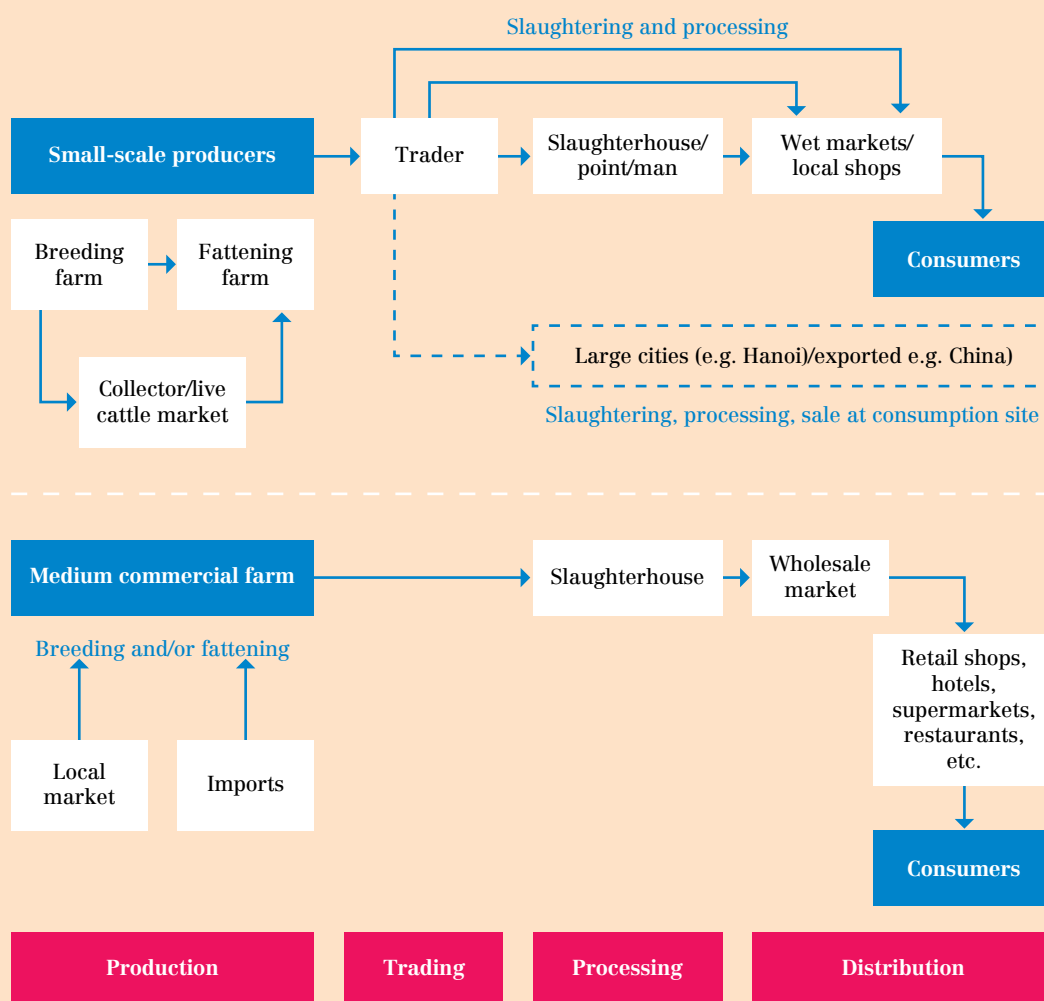 Slaughtering and processing
Small-scale producers
Trader
Slaughterhouse/
point/man
Wet markets/
local shops
Breeding
farm
Fattening
farm
Consumers
Collector/live
cattle market
Large cities (e.g. Hanoi)/exported e.g. China)
Slaughtering, processing, sale at consumption site
Medium commercial farm
Slaughterhouse
Wholesale
market
Breeding and/or fattening
Retail shops,
hotels,
supermarkets,
restaurants,
etc.
Local
market
Imports
Consumers
Production
Trading
Processing
Distribution